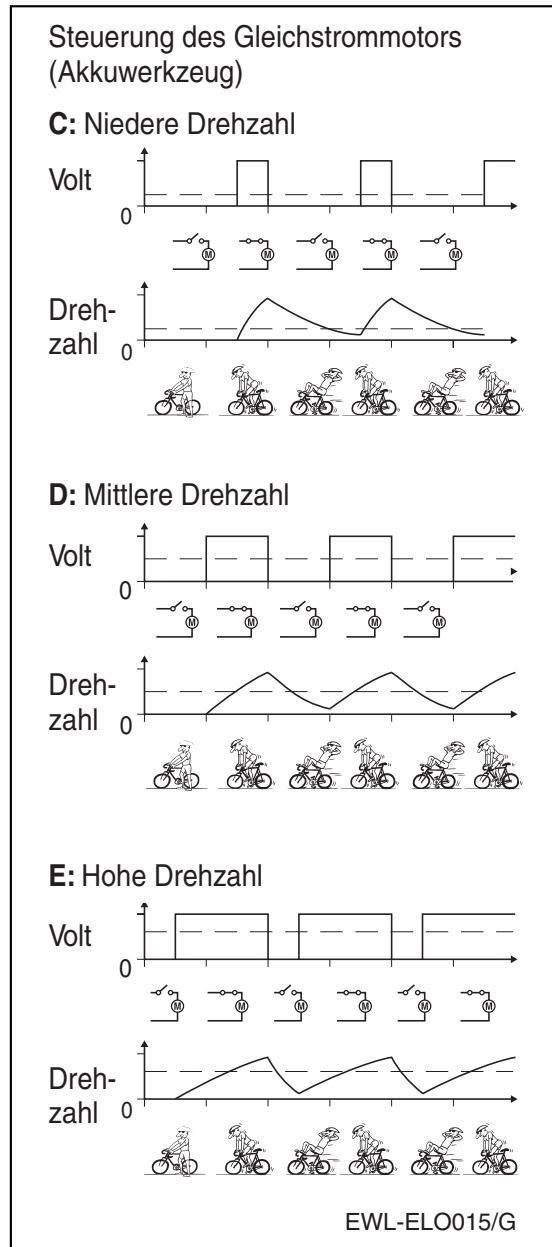 Steuerung des Gleichstrommotors
(Akkuwerkzeug)
C: Niedere Drehzahl
Volt
0
M M M M M
Dreh-
zahl
0
D: Mittlere Drehzahl
Volt
0
M M M M M
Dreh-
zahl
0
E: Hohe Drehzahl
Volt
0
M M M M M M
Dreh-
zahl
0
EWL-ELO015/G